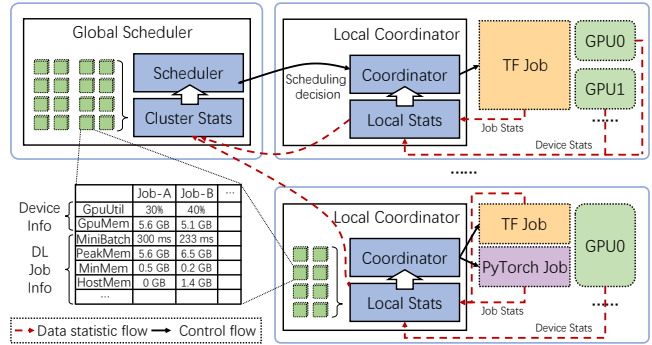 Global Scheduler
Scheduler
Cluster Stats
Local Coordinator
Coordinator
Local Stats
Scheduling
decision
TF Job
GPU0
GPU1
......
Job Stats
Device Stats
......
Job-A Job-B ...
GpuUtil 30% 40%
GpuMem 5.6 GB 5.1 GB
MiniBatch 300 ms 233 ms
PeakMem 5.6 GB 6.5 GB
MinMem 0.5 GB 0.2 GB
HostMem 0 GB 1.4 GB
...
Device
Info
DL
Job
Info
Local Coordinator
Coordinator
Local Stats
TF Job
PyTorch Job
GPU0
......
Job Stats
Device Stats
Data statistic flow
Control flow